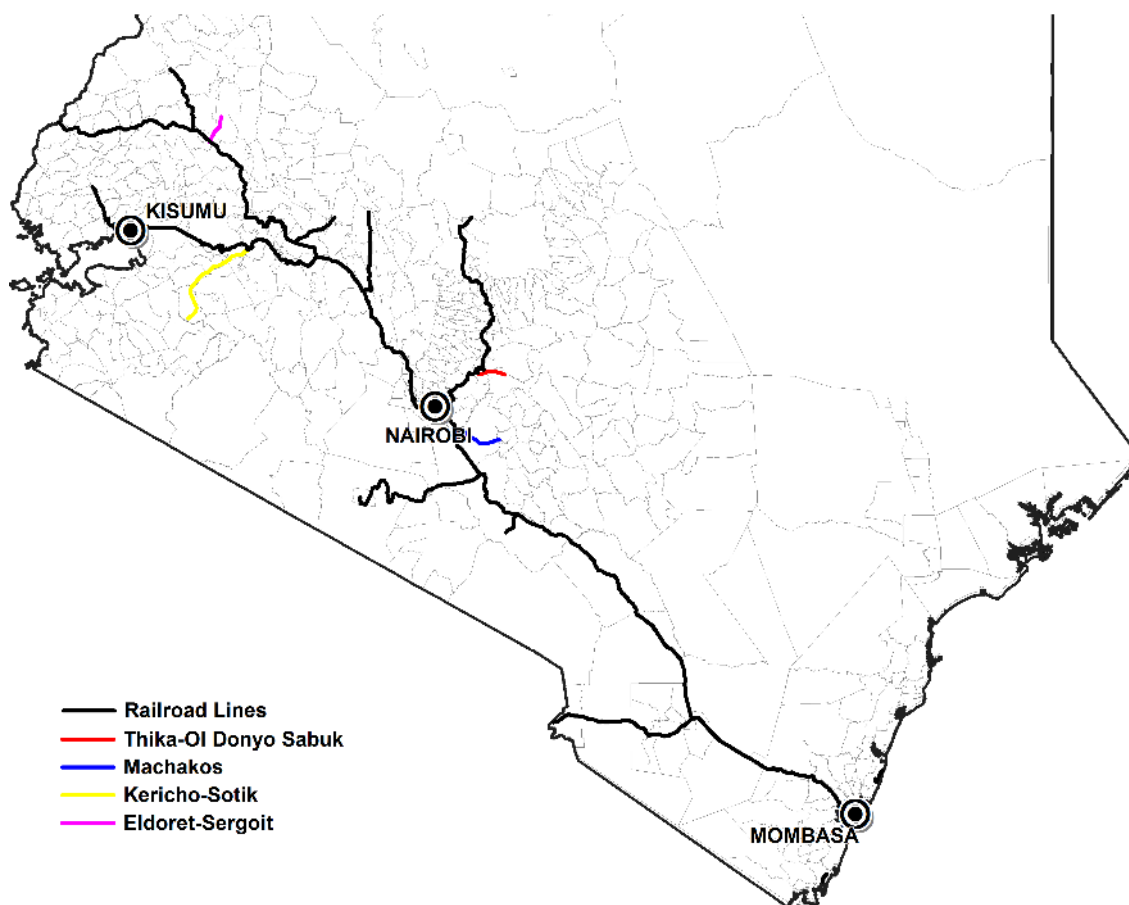 KISUMU
NAIROBI
Railroad Lines
Thika-Ol Donyo Sabuk
Machakos
Kericho-Sotik
Eldoret-Sergoit
MOMBASA